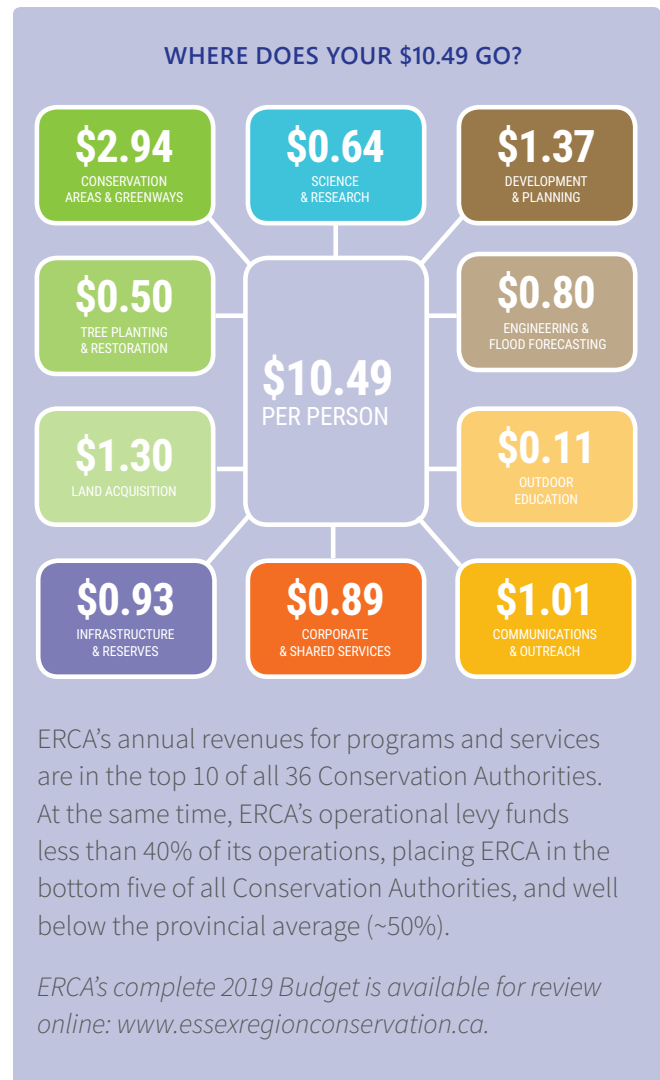 WHERE DOES YOUR $10.49 GO?
$2.94
CONSERVATION
AREAS & GREENWAYS
$0.64
SCIENCE
& RESEARCH
$1.37
DEVELOPMENT
& PLANNING
$0.50
TREE PLANTING
& RESTORATION
$10.49
PER PERSON
$0.80
ENGINEERING &
FLOOD FORECASTING
$1.30
LAND ACQUISITION
$0.11
OUTDOOR
EDUCATION
$0.93
INFRASTRUCTURE
& RESERVES
$0.89
CORPORATE
& SHARED SERVICES
$1.01
COMMUNICATIONS
& OUTREACH
ERCA’s annual revenues for programs and services
are in the top 10 of all 36 Conservation Authorities.
At the same time, ERCA’s operational levy funds
less than 40% of its operations, placing ERCA in the
bottom five of all Conservation Authorities, and well
below the provincial average (~50%).
ERCA’s complete 2019 Budget is available for review
online: www.essexregionconservation.ca.